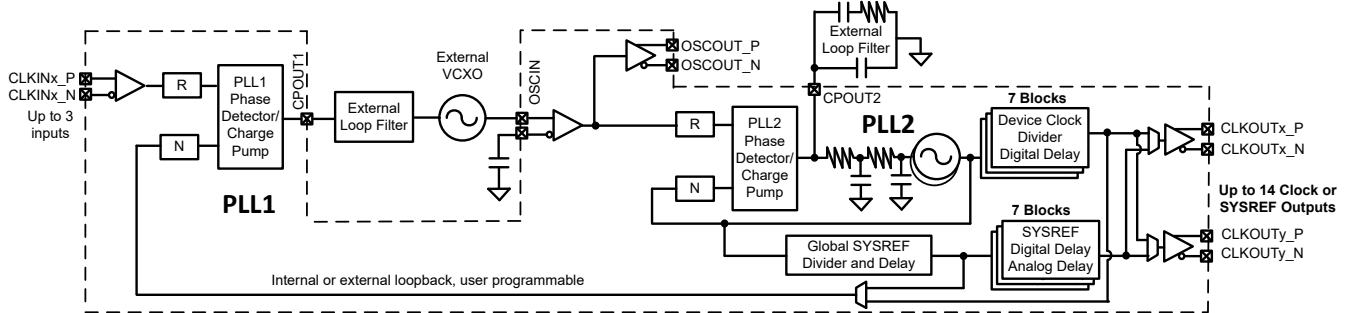 CLKINx_P
CLKINx_N
Up to 3
inputs
R
N
PLL1
Phase
Detector/
Charge
Pump
PLL1
CPOUT1
External
Loop Filter
External
VCXO
OSCIN
OSCOUT_P
OSCOUT_N
External
Loop Filter
CPOUT2
R
N
PLL2
Phase
Detector/
Charge
Pump
PLL2
7 Blocks
Device Clock
Divider
Digital Delay
CLKOUTx_P
CLKOUTx_N
Up to 14 Clock or
SYSREF Outputs
7 Blocks
SYSREF
Digital Delay
Analog Delay
CLKOUTy_P
CLKOUTy_N
Global SYSREF
Divider and Delay
Internal or external loopback, user programmable